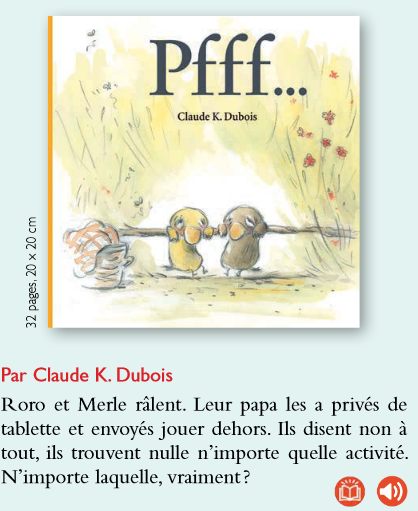 Pfff...
Claude K. Dubois
32 pages, 20 x 20 cm
Par Claude K. Dubois
Roro et Merle râlent. Leur papa les a privés de
tablette et envoyés jouer dehors. Ils disent non à
tout, ils trouvent nulle n'importe quelle activité.
N'importe laquelle, vraiment ?